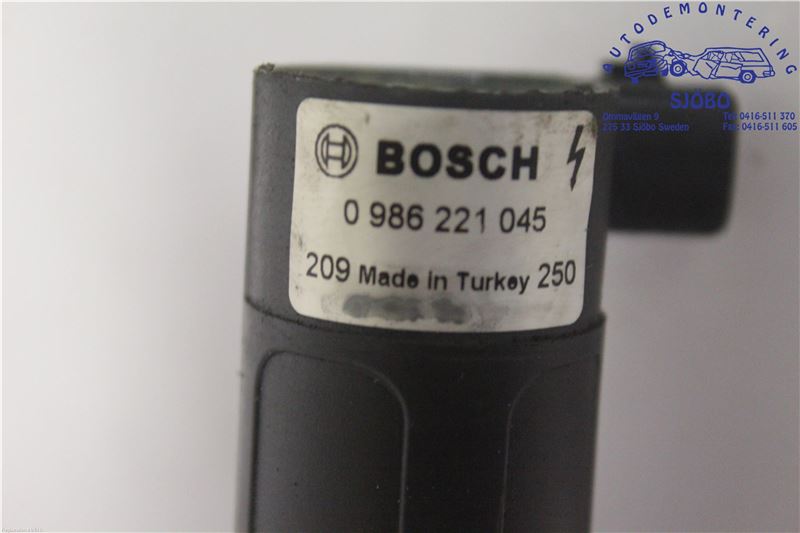 AUTODEMONTERING
SJÖBO
Ommavillen 9
275 33 Sjöbo Sweden
Tel: 0416-511 370
Fax: 0416-511 605
BOSCH
0 986 221 045
209 Made in Turkey 250